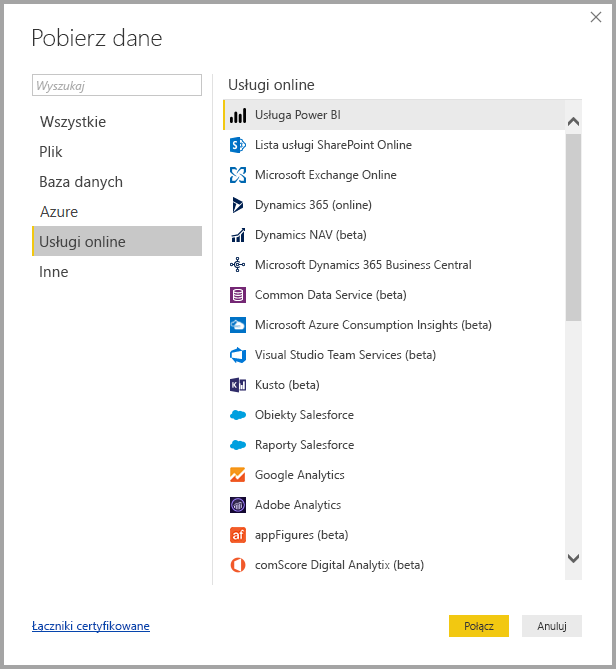 Pobierz dane
Wyszukaj
Wszystkie
Plik
Baza danych
Azure
Usługi online
Inne
Usługi online
Usługa Power BI
Lista usługi SharePoint Online
Microsoft Exchange Online
Dynamics 365 (online)
Dynamics NAV (beta)
Microsoft Dynamics 365 Business Central
Common Data Service (beta)
Microsoft Azure Consumption Insights (beta)
Visual Studio Team Services (beta)
Kusto (beta)
Obiekty Salesforce
Raporty Salesforce
Google Analytics
Adobe Analytics
af appFigures (beta)
comScore Digital Analytix (beta)
Łączniki certyfikowane
Połącz
Anuluj